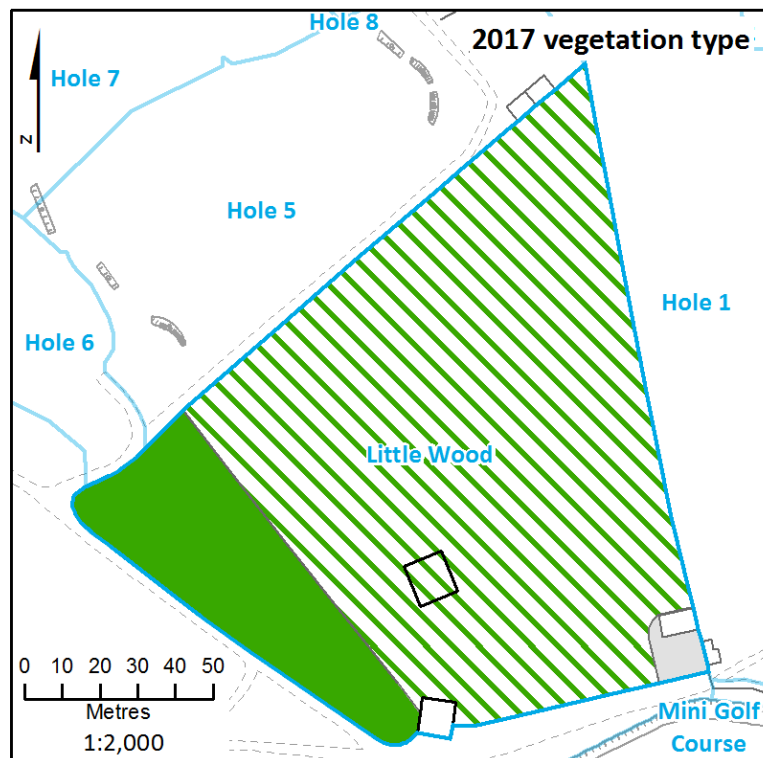 Hole 8
2017 vegetation type
Hole 7
N
Hole 5
Hole 1
Hole 6
Little Wood
0 10 20 30 40 50
Metres
1:2,000
Mini Golf
Course